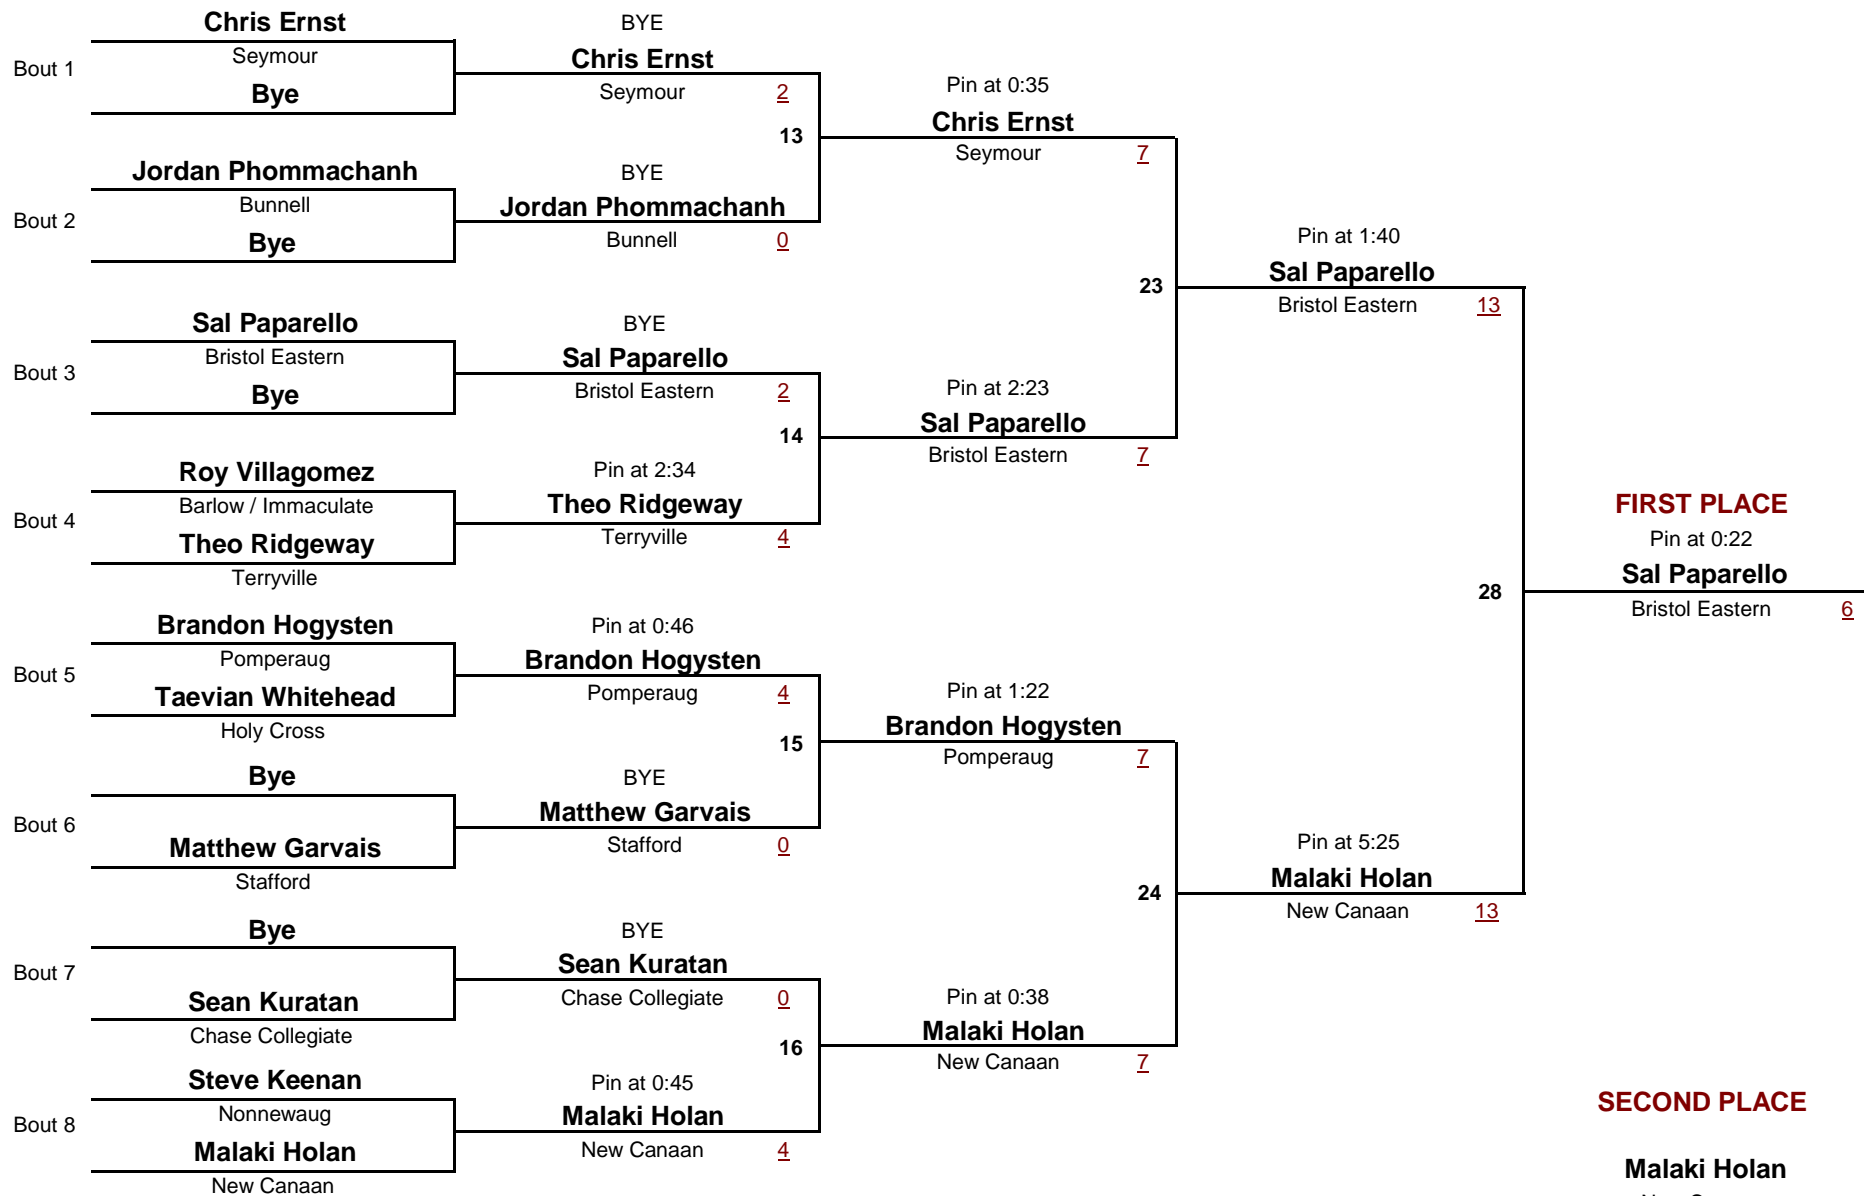 Chris Ernst
Seymour
Bout 1
Bye
Jordan Phommachanh
Bunnell
Bout 2
Bye
Sal Paparello
Bristol Eastern
Bout 3
Bye
Roy Villagomez
Barlow / Immaculate
Bout 4
Theo Ridgeway
Terryville
Brandon Hogysten
Pomperaug
Bout 5
Taevian Whitehead
Holy Cross
Bye
Bout 6
Matthew Garvais
Stafford
Bye
Bout 7
Sean Kuratan
Chase Collegiate
Steve Keenan
Nonnewaug
Bout 8
Malaki Holan
New Canaan
BYE
Chris Ernst
Seymour 2
13
BYE
Jordan Phommachanh
Bunnell 0
BYE
Sal Paparello
Bristol Eastern 2
14
Pin at 2:34
Theo Ridgeway
Terryville 4
Pin at 0:46
Brandon Hogysten
Pomperaug 4
15
BYE
Matthew Garvais
Stafford 0
BYE
Sean Kuratan
Chase Collegiate 0
16
Pin at 0:45
Malaki Holan
New Canaan 4
Pin at 0:35
Chris Ernst
Seymour 7
23
Pin at 2:23
Sal Paparello
Bristol Eastern 7
Pin at 1:22
Brandon Hogysten
Pomperaug 7
24
Pin at 0:38
Malaki Holan
New Canaan 7
Pin at 1:40
Sal Paparello
Bristol Eastern 13
28
Pin at 5:25
Malaki Holan
New Canaan 13
FIRST PLACE
Pin at 0:22
Sal Paparello
Bristol Eastern 6
SECOND PLACE
Malaki Holan